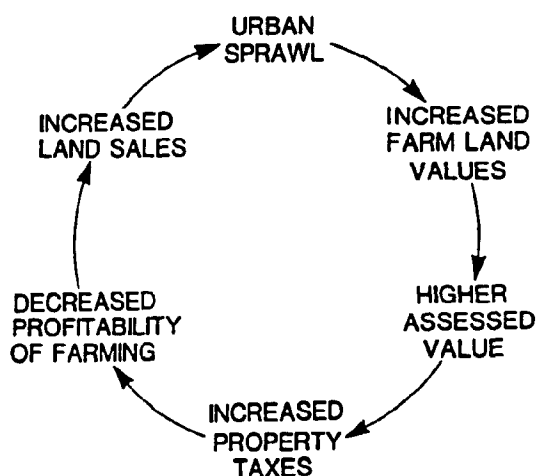 URBAN
SPRAWL
INCREASED
FARM LAND
VALUES
HIGHER
ASSESSED
VALUE
INCREASED
PROPERTY
TAXES
DECREASED
PROFITABILITY
OF FARMING
INCREASED
LAND SALES